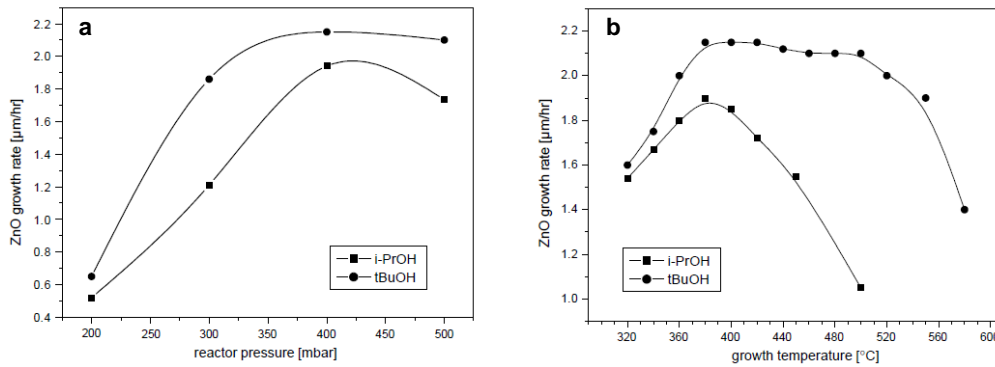 a
2.2
2.0
1.8
1.6
1.4
1.2
1.0
0.8
0.6
0.4
ZnO growth rate [µm/hr]
i-PrOH
tBuOH
200 250 300 350 400 450 500
reactor pressure [mbar]
b
2.2
2.0
1.8
1.6
1.4
1.2
1.0
ZnO growth rate [µm/hr]
i-PrOH
tBuOH
320 360 400 440 480 520 560 600
growth temperature [°C]